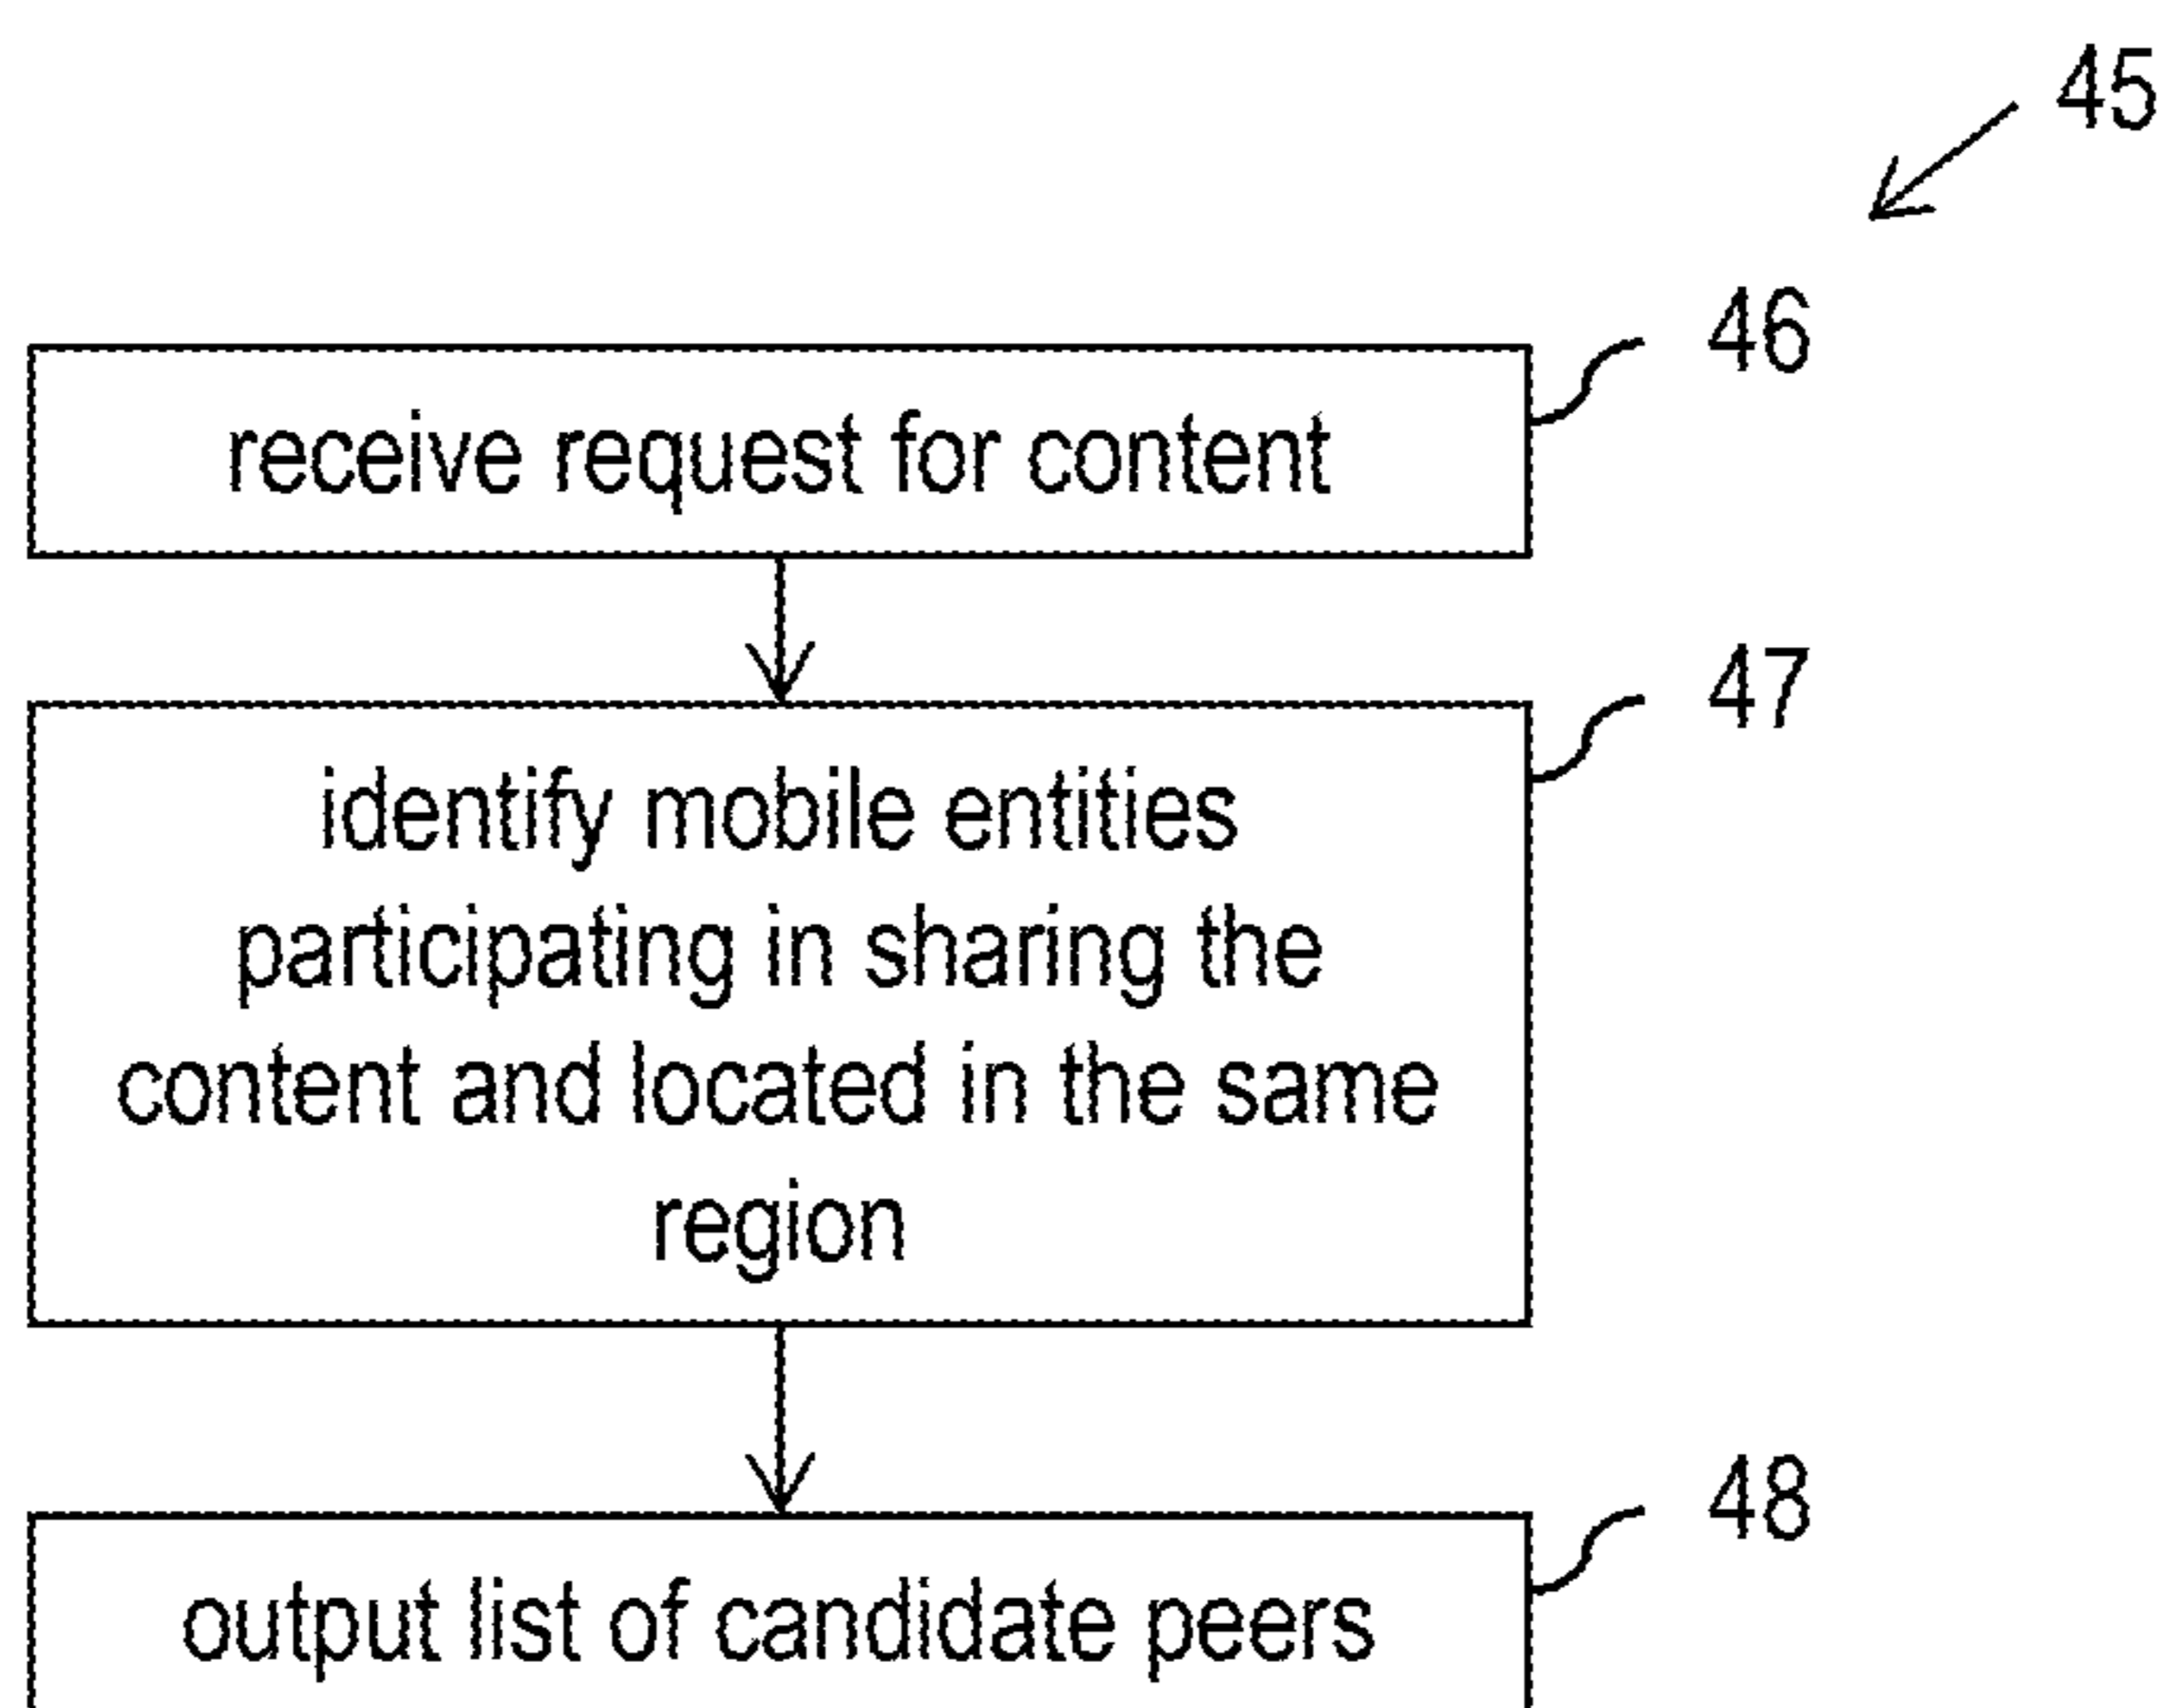 45
46
receive request for content
47
identify mobile entities
participating in sharing the
content and located in the same
region
48
output list of candidate peers